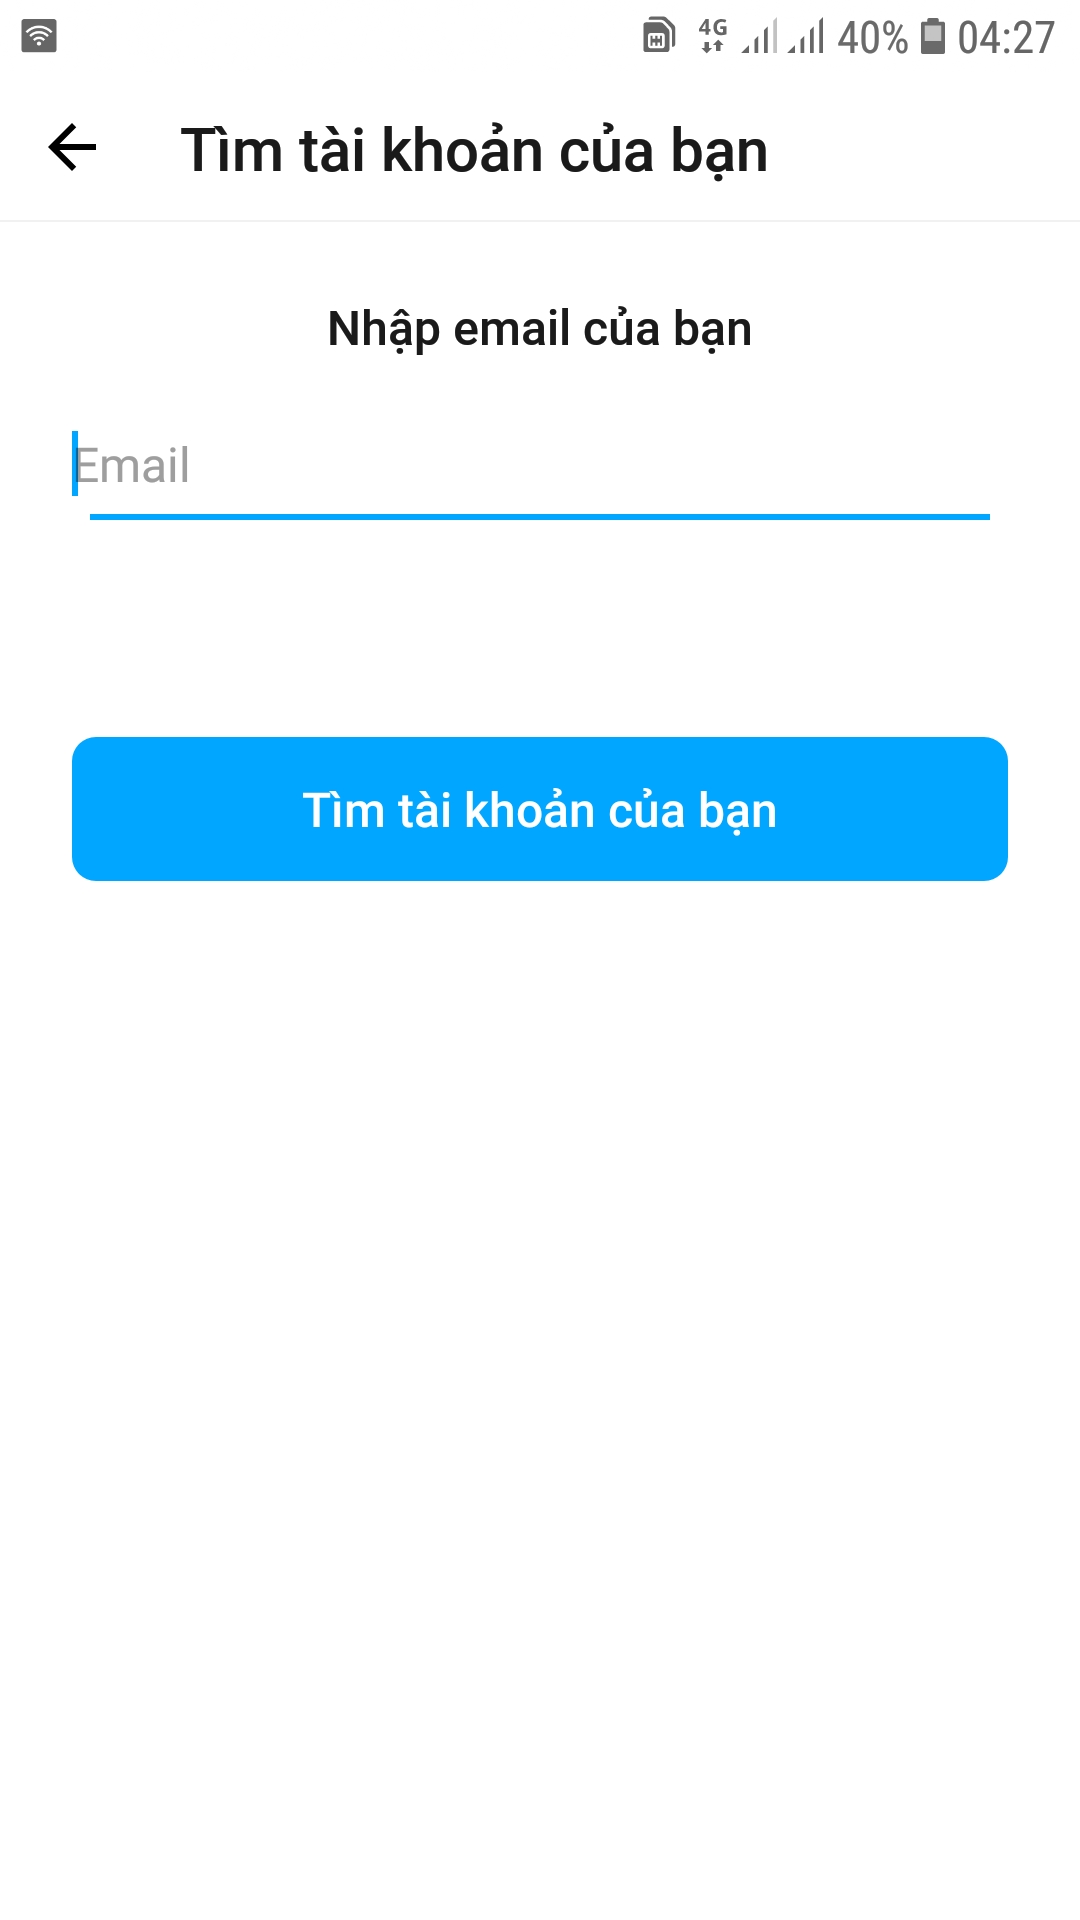 4G 40% 04:27
Tìm tài khoản của bạn
Nhập email của bạn
Email
Tìm tài khoản của bạn